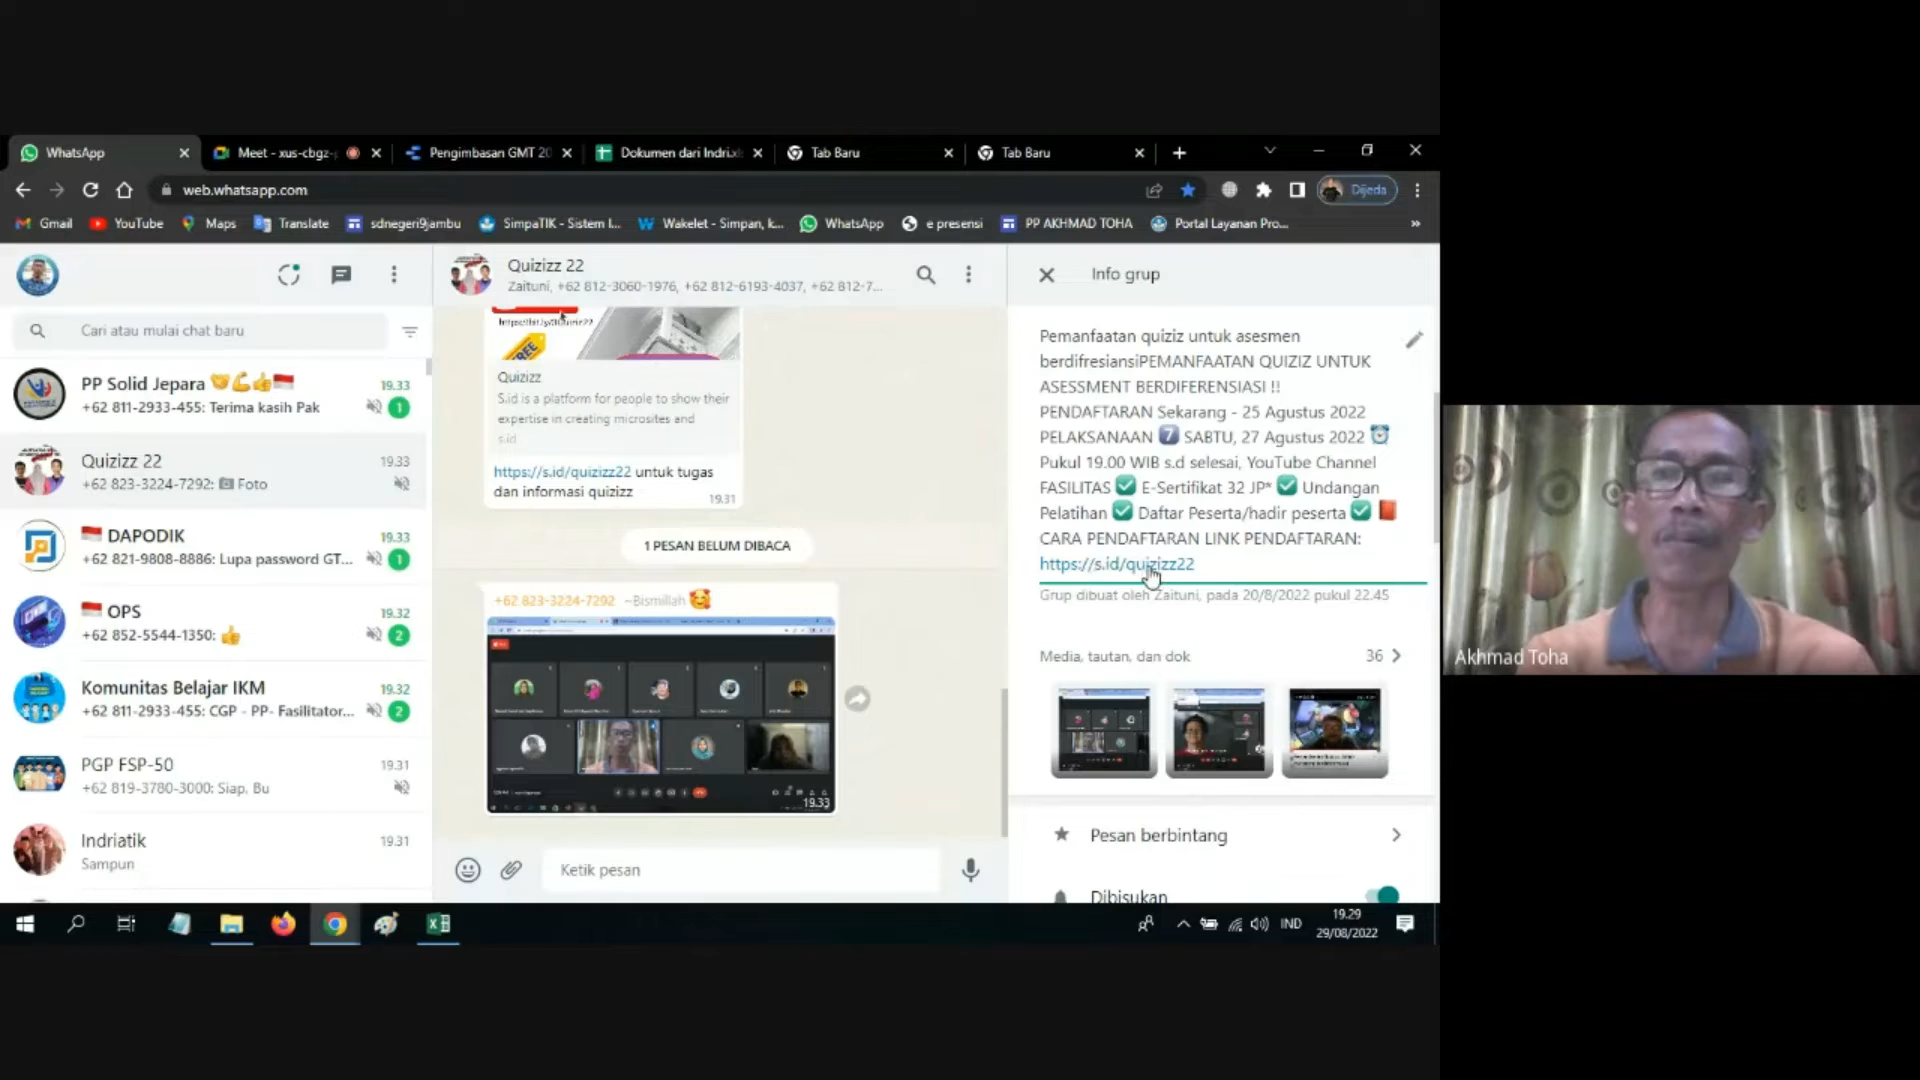 WhatsApp
Meet - xus-cbgz-
Pengimbasan GMT 20
Dokumen dari Indri.x
Tab Baru
Tab Baru
web.whatsapp.com
Dijeda
Gmail
YouTube
Maps
Translate
sdnegeri9jambu
SimpaTIK - Sistem I...
Wakelet - Simpan, k...
WhatsApp
e presensi
PP AKHMAD TOHA
Portal Layanan Pro...
Cari atau mulai chat baru
PP Solid Jepara 🤝💪👍🇮🇩
19.33
+62 811-2933-455: Terima kasih Pak
1
Quizizz 22
19.33
+62 823-3224-7292: Foto
DAPODIK
19.33
+62 821-9808-8886: Lupa password GT...
1
OPS
19.32
+62 852-5544-1350: 👍
2
Komunitas Belajar IKM
19.32
+62 811-2933-455: CGP - PP- Fasilitator...
2
PGP FSP-50
19.31
+62 819-3780-3000: Siap, Bu
Indriatik
19.31
Sampun
Quizizz 22
Zaituni, +62 812-3060-1976, +62 812-6193-4037, +62 812-7...
FREE
Quizizz
S.id is a platform for people to show their
expertise in creating microsites and
s.id
https://s.id/quizizz22 untuk tugas
dan informasi quizizz
19.31
1 PESAN BELUM DIBACA
+62 823-3224-7292 ~Bismillah 🥰
19.33
Ketik pesan
Info grup
Pemanfaatan quiziz untuk asesmen
berdifresiansiPEMANFAATAN QUIZIZ UNTUK
ASESSMENT BERDIFERENSIASI !!
PENDAFTARAN Sekarang - 25 Agustus 2022
PELAKSANAAN 7️⃣ SABTU, 27 Agustus 2022 ⏰
Pukul 19.00 WIB s.d selesai, YouTube Channel
FASILITAS ✅ E-Sertifikat 32 JP* ✅ Undangan
Pelatihan ✅ Daftar Peserta/hadir peserta ✅ 📕
CARA PENDAFTARAN LINK PENDAFTARAN:
https://s.id/quizizz22
Grup dibuat oleh Zaituni, pada 20/8/2022 pukul 22.45
Media, tautan, dan dok
36
Pesan berbintang
Dibisukan
Akhmad Toha
IND
19.29
29/08/2022